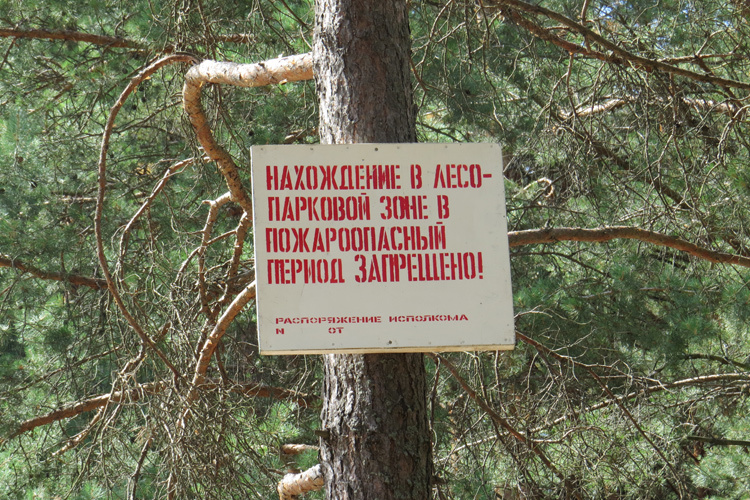 НАХОЖДЕНИЕ В ЛЕСО-
ПАРКОВОЙ ЗОНЕ В
ПОЖАРООПАСНЫЙ
ПЕРИОД ЗАПРЕЩЕНО!
РАСПОРЯЖЕНИЕ ИСПОЛКОМА
N ОТ